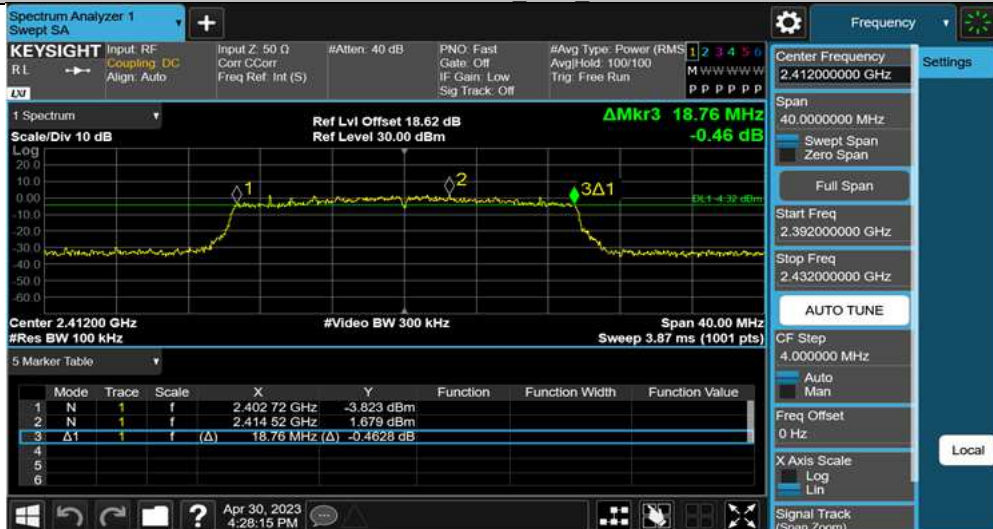 Spectrum Analyzer 1
Swept SA
Frequency
KEYSIGHT
RL
LXI
Input: RF
Coupling: DC
Align: Auto
Input Z: 50 Ω
Corr CCorr
Freq Ref: Int (S)
#Atten: 40 dB
PNO: Fast
Gate: Off
IF Gain: Low
Sig Track: Off
#Avg Type: Power (RMS
Avg|Hold: 100/100
Trig: Free Run
1 2 3 4 5 6
M W W W W W
P P P P P P
Center Frequency
2.412000000 GHz
Settings
Span
40.0000000 MHz
Swept Span
Zero Span
Full Span
Start Freq
2.392000000 GHz
Stop Freq
2.432000000 GHz
AUTO TUNE
CF Step
4.000000 MHz
Auto
Man
Freq Offset
0 Hz
X Axis Scale
Log
Lin
Signal Track
(Span Zoom)
Local
1 Spectrum
Scale/Div 10 dB
Ref Lvl Offset 18.62 dB
Ref Level 30.00 dBm
ΔMkr3 18.76 MHz
-0.46 dB
Log
20.0
10.0
0.00
-10.0
-20.0
-30.0
-40.0
-50.0
-60.0
1
2
3Δ1
DL1 -4.32 dBm
Center 2.41200 GHz
#Video BW 300 kHz
Span 40.00 MHz
#Res BW 100 kHz
Sweep 3.87 ms (1001 pts)
5 Marker Table
Mode Trace Scale X Y Function Function Width Function Value
1 N 1 f 2.402 72 GHz -3.823 dBm
2 N 1 f 2.414 52 GHz 1.679 dBm
3 Δ1 1 f (Δ) 18.76 MHz (Δ) -0.4628 dB
4
5
6
?
Apr 30, 2023
4:28:15 PM